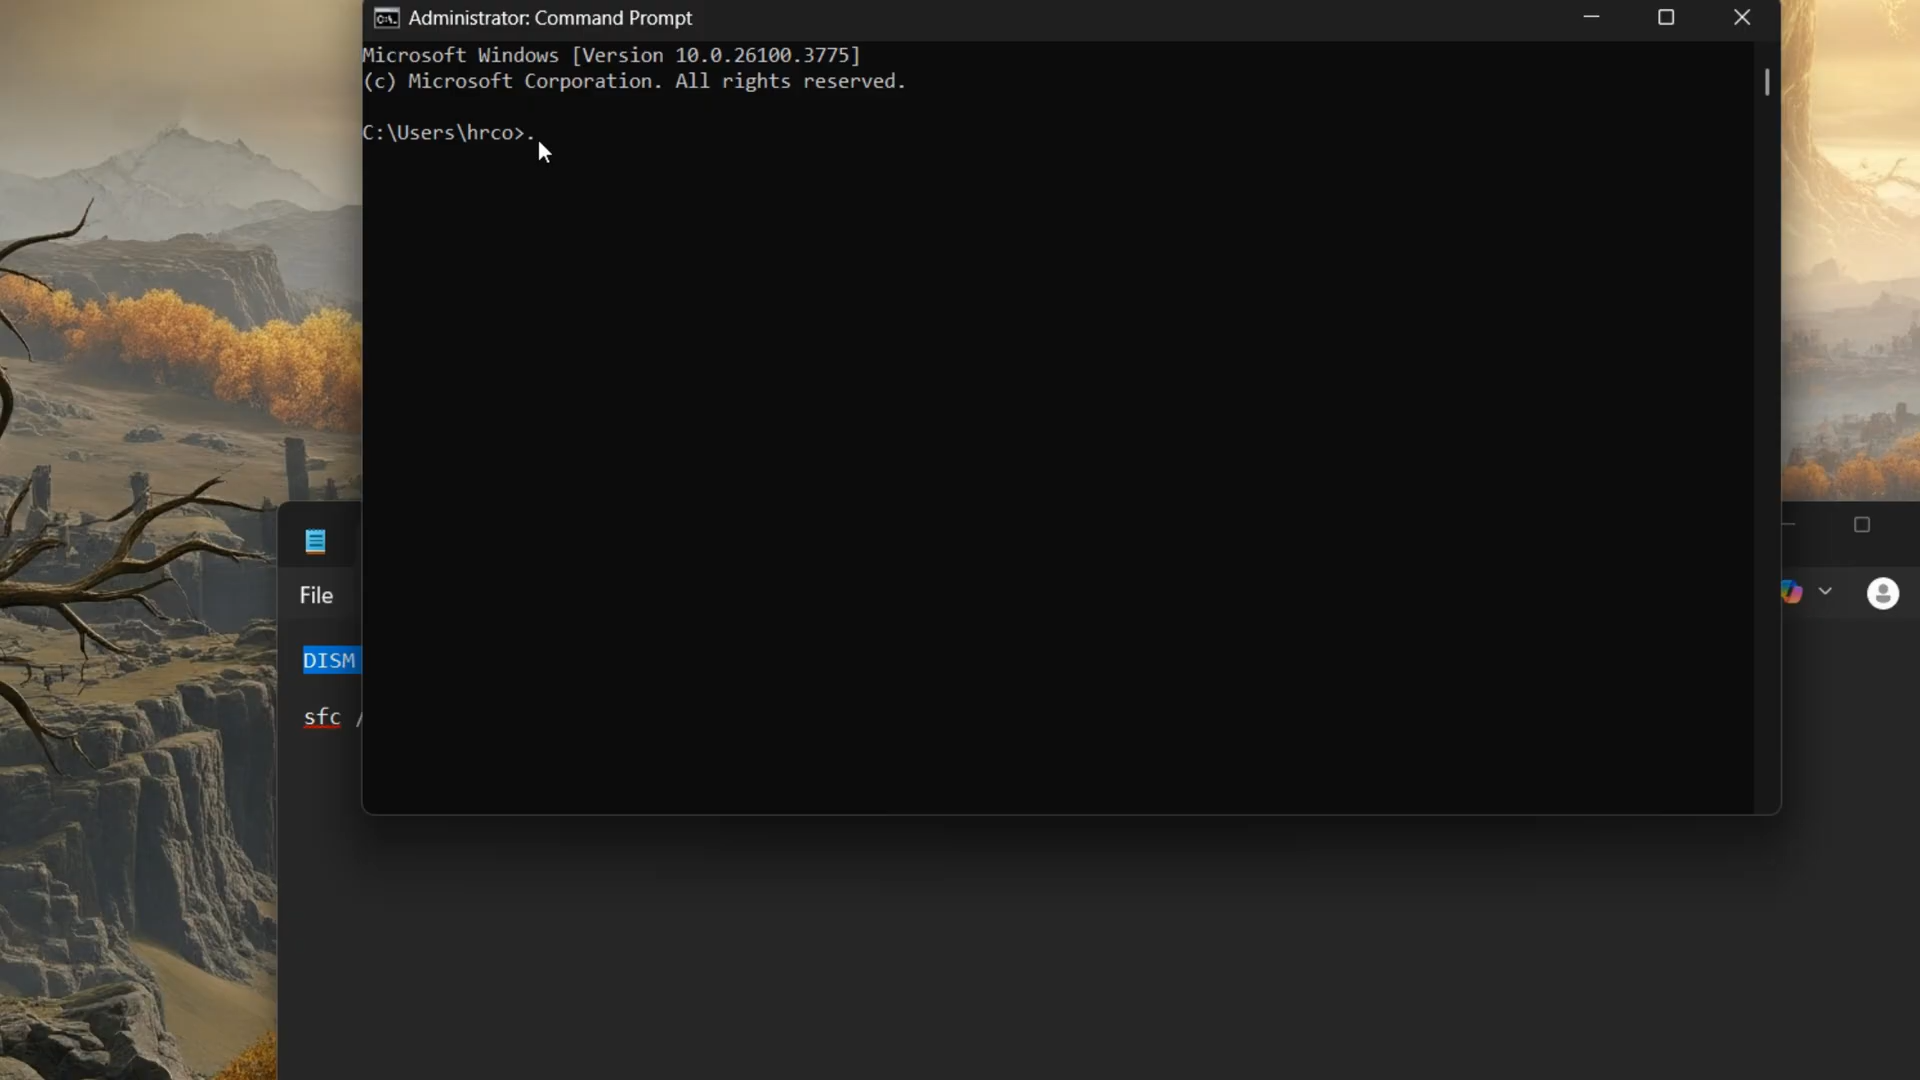 Administrator: Command Prompt
Microsoft Windows [Version 10.0.26100.3775]
(c) Microsoft Corporation. All rights reserved.
C:\Users\hrco>.
File
DISM
sfc /